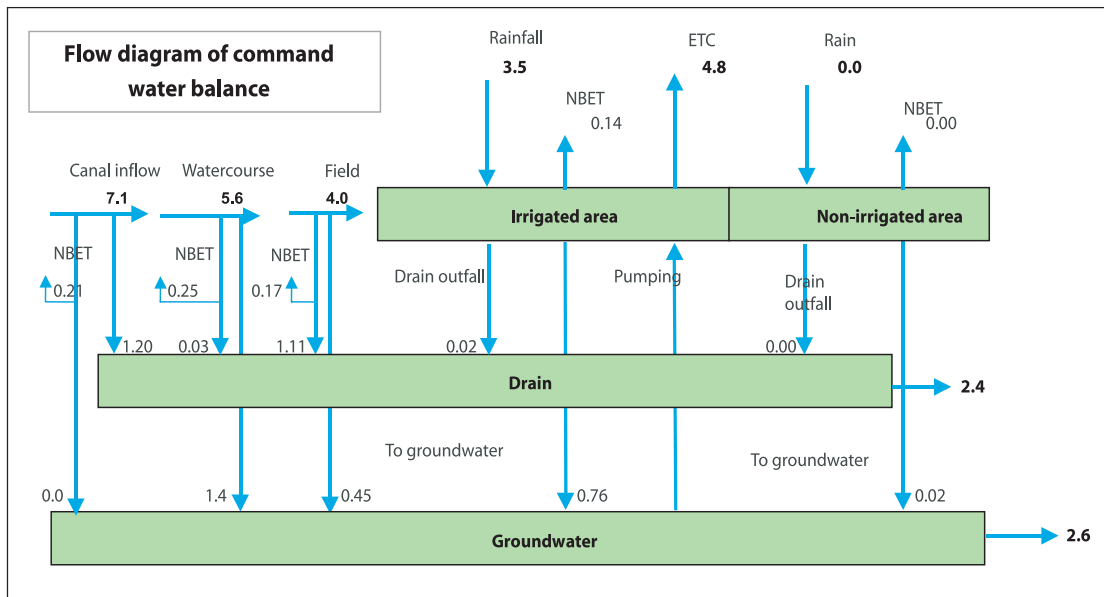 Flow diagram of command
water balance
Rainfall
3.5
ETC
4.8
Rain
0.0
NBET
0.14
NBET
0.00
Canal inflow
7.1
Watercourse
5.6
Field
4.0
Irrigated area
Non-irrigated area
NBET
0.21
NBET
0.25
NBET
0.17
Drain outfall
Pumping
Drain
outfall
1.20
0.03
1.11
0.02
0.00
Drain
2.4
To groundwater
To groundwater
0.0
1.4
0.45
0.76
0.02
Groundwater
2.6